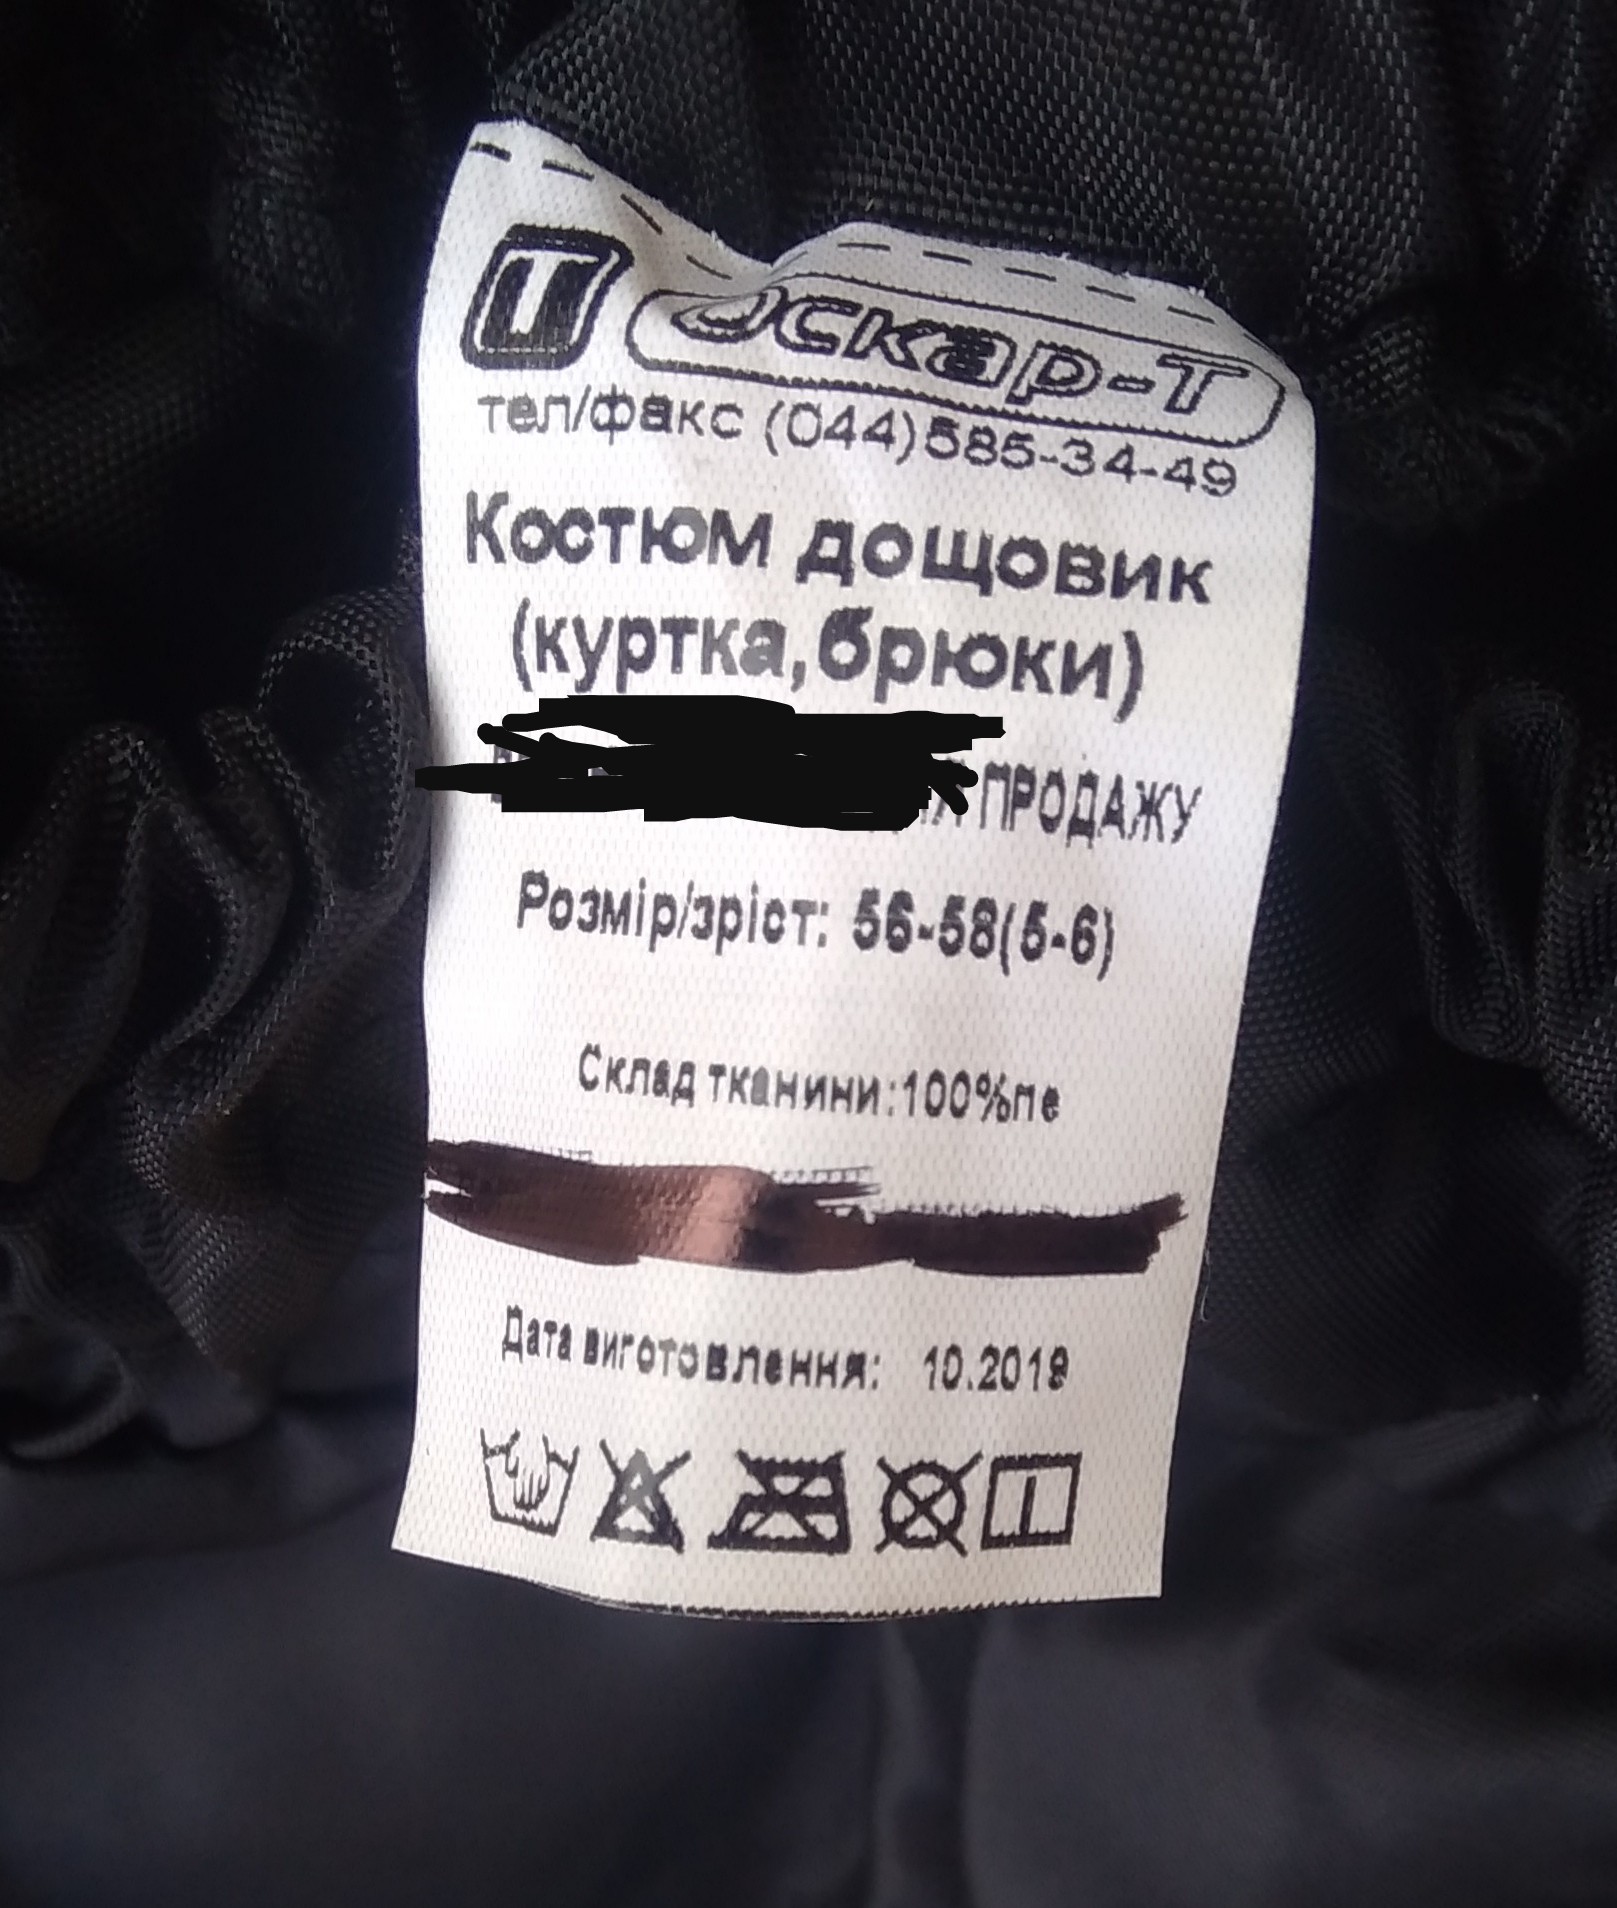 Т Оскар-Т
тел/факс (044)585-34-49
Костюм дощовик
(куртка,брюки)
ПРОДАЖУ
Розмір/зріст: 56-58(5-6)
Склад тканини:100%пе
Дата виготовлення: 10.2019